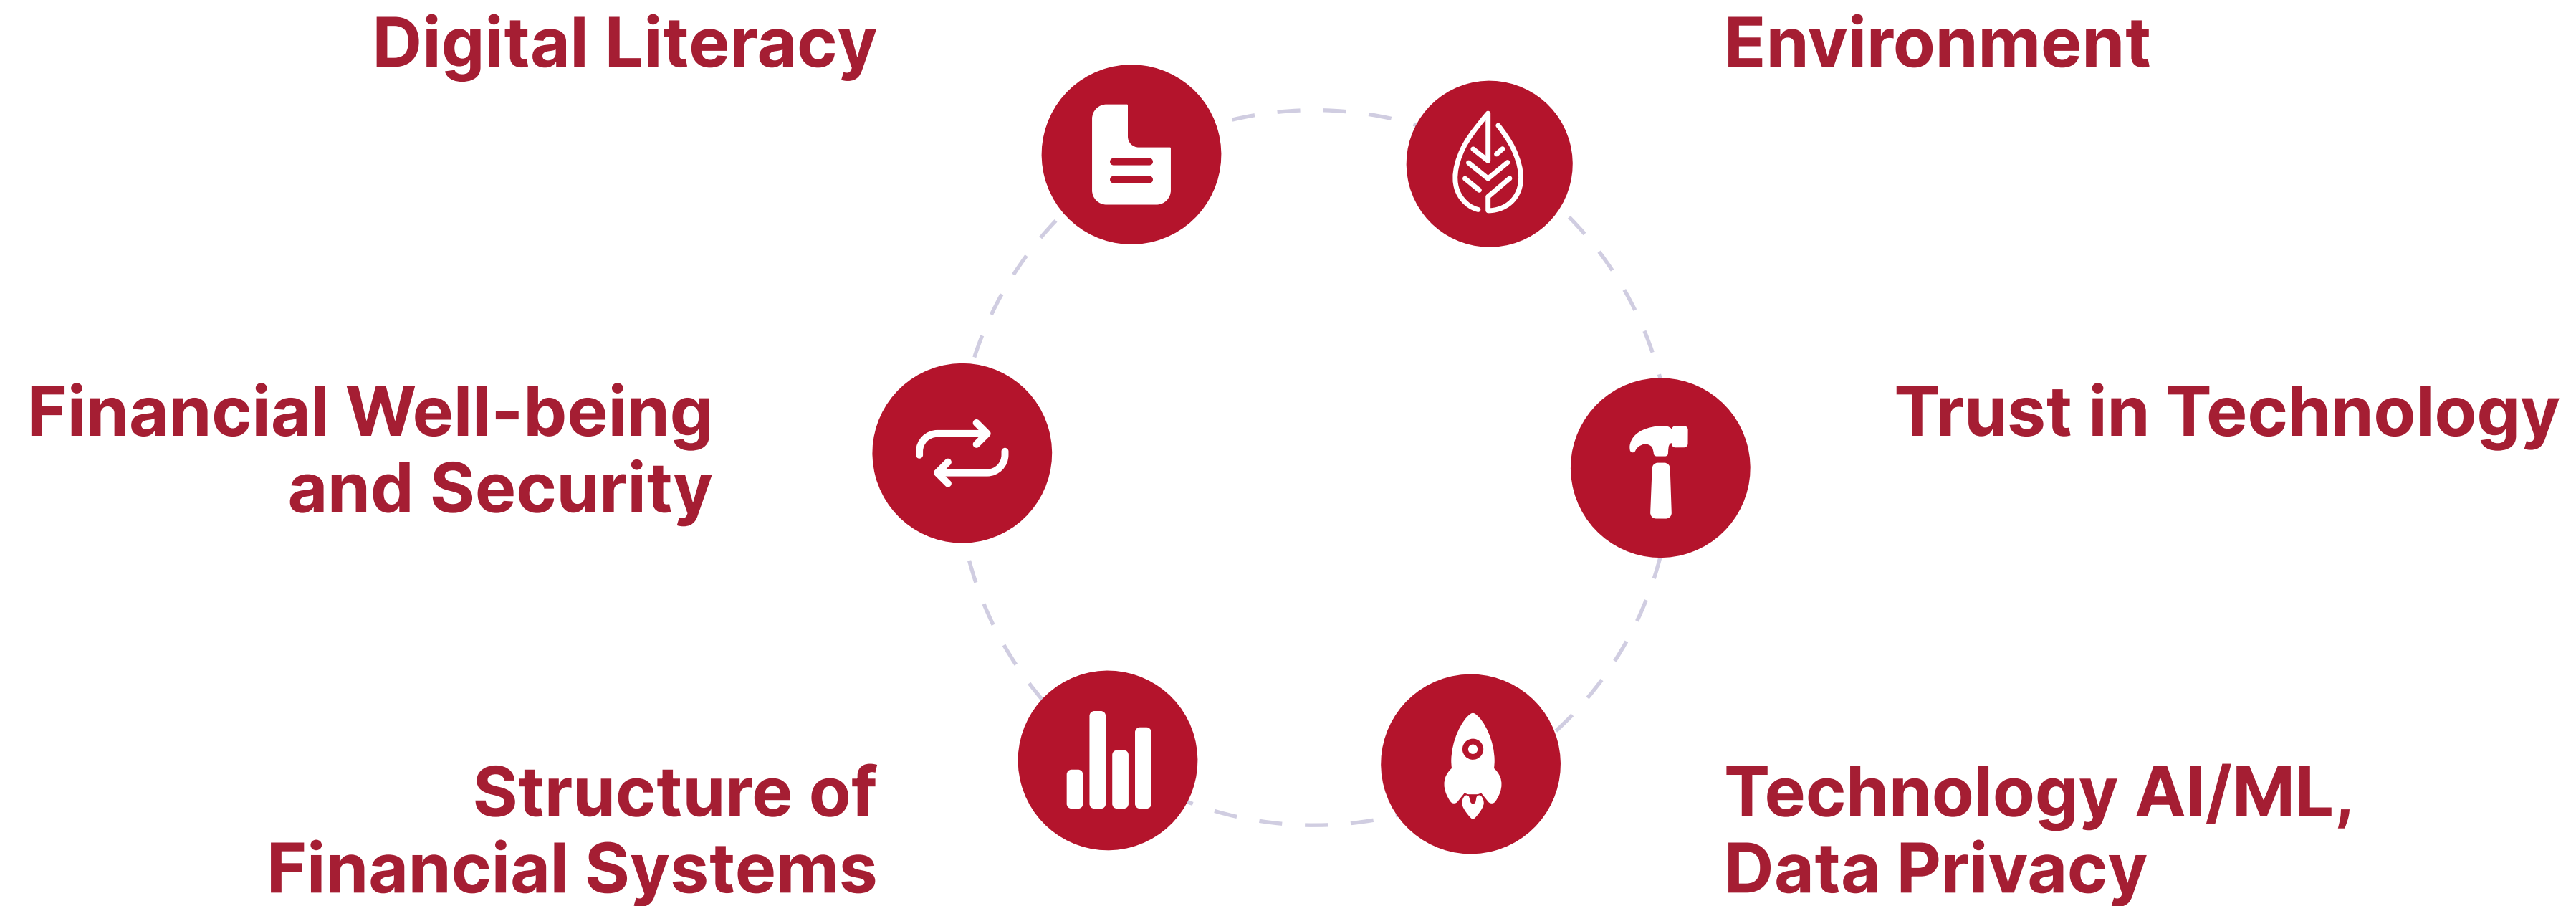 Digital Literacy
Environment
Financial Well-being
and Security
Trust in Technology
Structure of
Financial Systems
Technology AI/ML,
Data Privacy